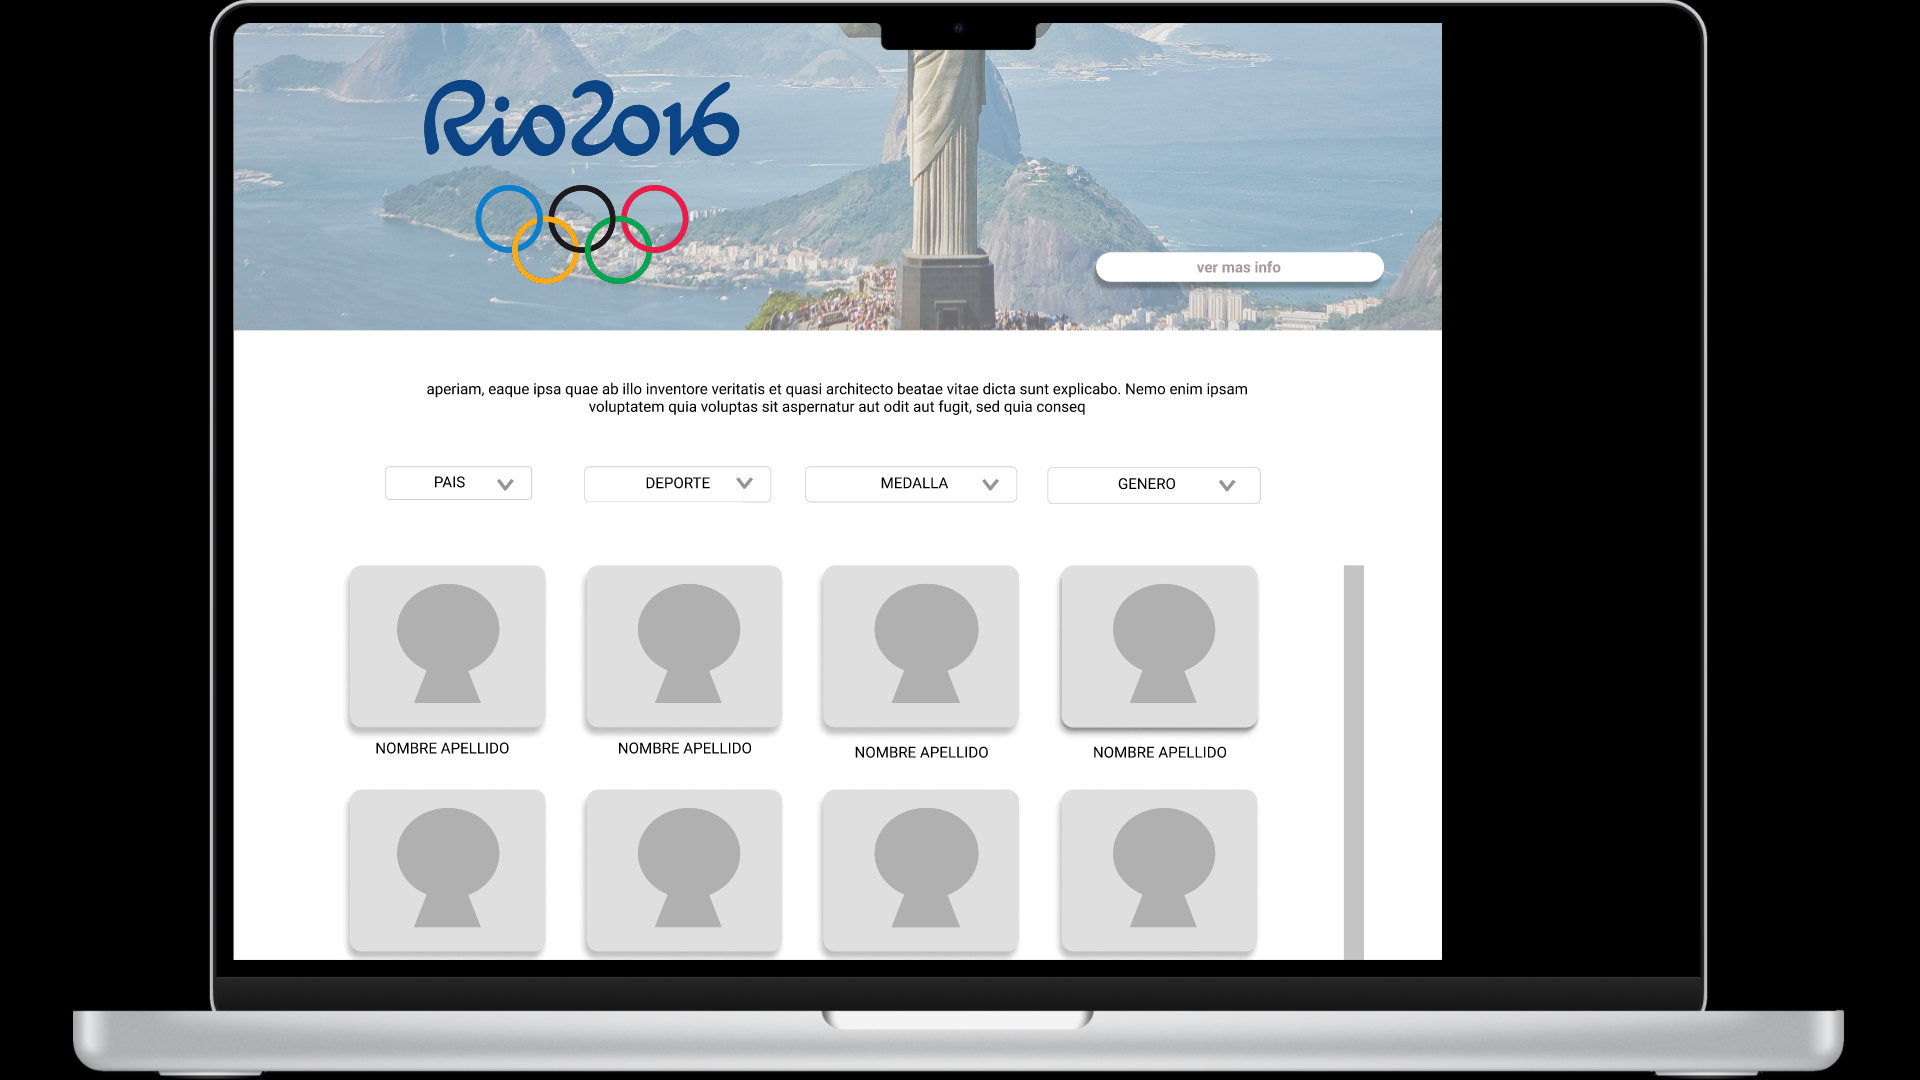 Rio2016
ver mas info
aperiam, eaque ipsa quae ab illo inventore veritatis et quasi architecto beatae vitae dicta sunt explicabo. Nemo enim ipsam
voluptatem quia voluptas sit aspernatur aut odit aut fugit, sed quia conseq
PAIS
DEPORTE
MEDALLA
GENERO
NOMBRE APELLIDO
NOMBRE APELLIDO
NOMBRE APELLIDO
NOMBRE APELLIDO